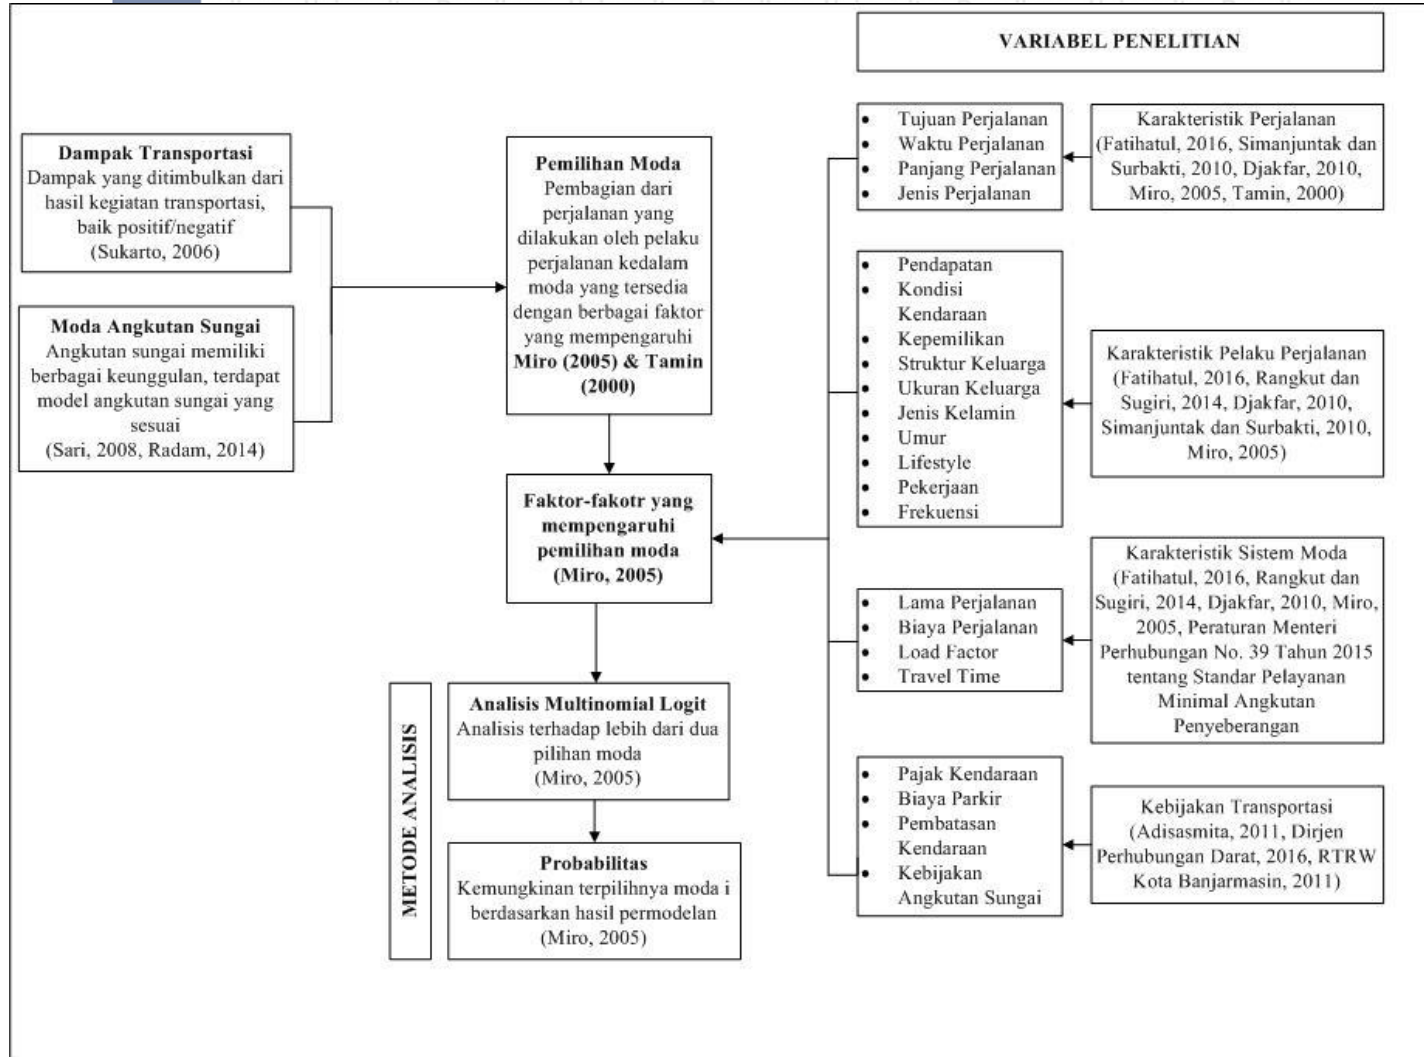 VARIABEL PENELITIAN
Dampak Transportasi
Dampak yang ditimbulkan dari
hasil kegiatan transportasi,
baik positif/negatif
(Sukarto, 2006)
Moda Angkutan Sungai
Angkutan sungai memiliki
berbagai keunggulan, terdapat
model angkutan sungai yang
sesuai
(Sari, 2008, Radam, 2014)
Pemilihan Moda
Pembagian dari
perjalanan yang
dilakukan oleh pelaku
perjalanan kedalam
moda yang tersedia
dengan berbagai faktor
yang mempengaruhi
Miro (2005) & Tamin
(2000)
Faktor-fakotr yang
mempengaruhi
pemilihan moda
(Miro, 2005)
METODE ANALISIS
Analisis Multinomial Logit
Analisis terhadap lebih dari dua
pilihan moda
(Miro, 2005)
Probabilitas
Kemungkinan terpilihnya moda i
berdasarkan hasil permodelan
(Miro, 2005)
• Tujuan Perjalanan
• Waktu Perjalanan
• Panjang Perjalanan
• Jenis Perjalanan
Karakteristik Perjalanan
(Fatihatul, 2016, Simanjuntak dan
Surbakti, 2010, Djakfar, 2010,
Miro, 2005, Tamin, 2000)
• Pendapatan
• Kondisi
Kendaraan
• Kepemilikan
• Struktur Keluarga
• Ukuran Keluarga
• Jenis Kelamin
• Umur
• Lifestyle
• Pekerjaan
• Frekuensi
Karakteristik Pelaku Perjalanan
(Fatihatul, 2016, Rangkut dan
Sugiri, 2014, Djakfar, 2010,
Simanjuntak dan Surbakti, 2010,
Miro, 2005)
• Lama Perjalanan
• Biaya Perjalanan
• Load Factor
• Travel Time
Karakteristik Sistem Moda
(Fatihatul, 2016, Rangkut dan
Sugiri, 2014, Djakfar, 2010, Miro,
2005, Peraturan Menteri
Perhubungan No. 39 Tahun 2015
tentang Standar Pelayanan
Minimal Angkutan
Penyeberangan
• Pajak Kendaraan
• Biaya Parkir
• Pembatasan
Kendaraan
• Kebijakan
Angkutan Sungai
Kebijakan Transportasi
(Adisasmita, 2011, Dirjen
Perhubungan Darat, 2016, RTRW
Kota Banjarmasin, 2011)